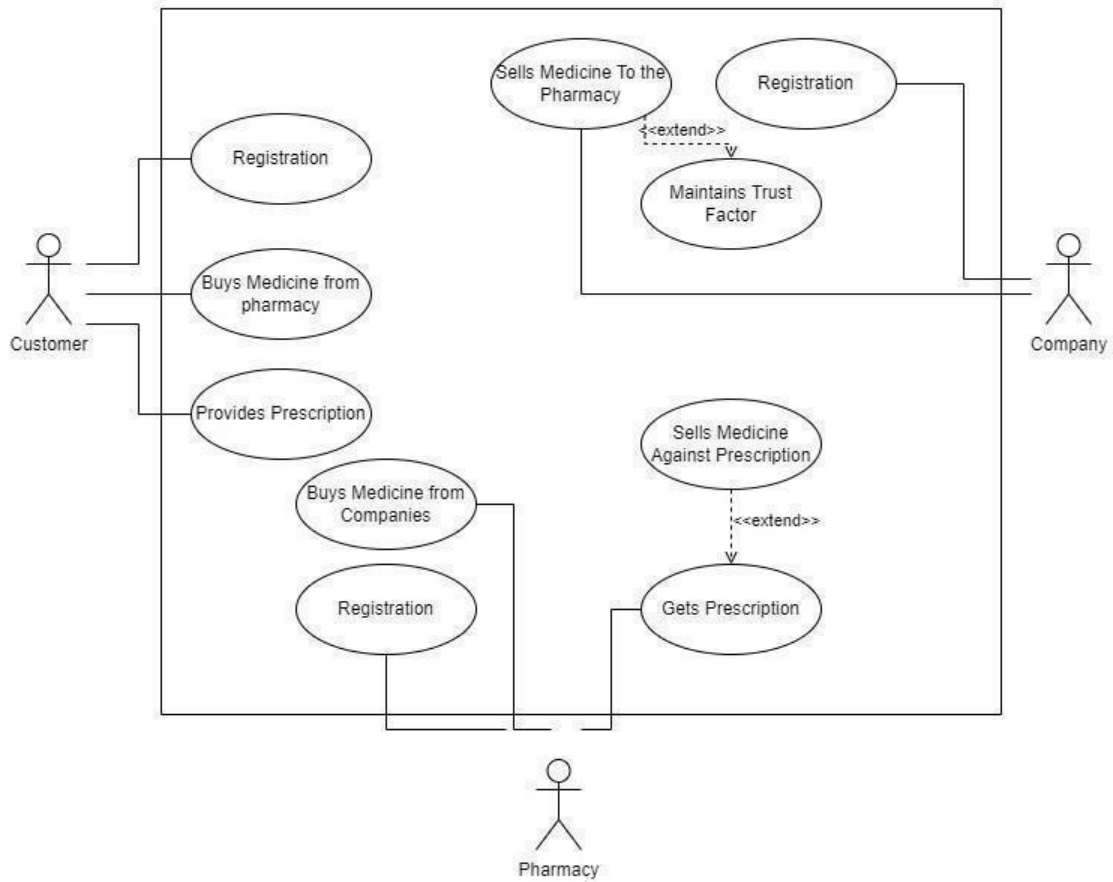 Sells Medicine To the
Pharmacy
Registration
<<extend>>
Registration
Maintains Trust
Factor
Buys Medicine from
pharmacy
Customer
Company
Provides Prescription
Sells Medicine
Against Prescription
Buys Medicine from
Companies
<<extend>>
Registration
Gets Prescription
Pharmacy